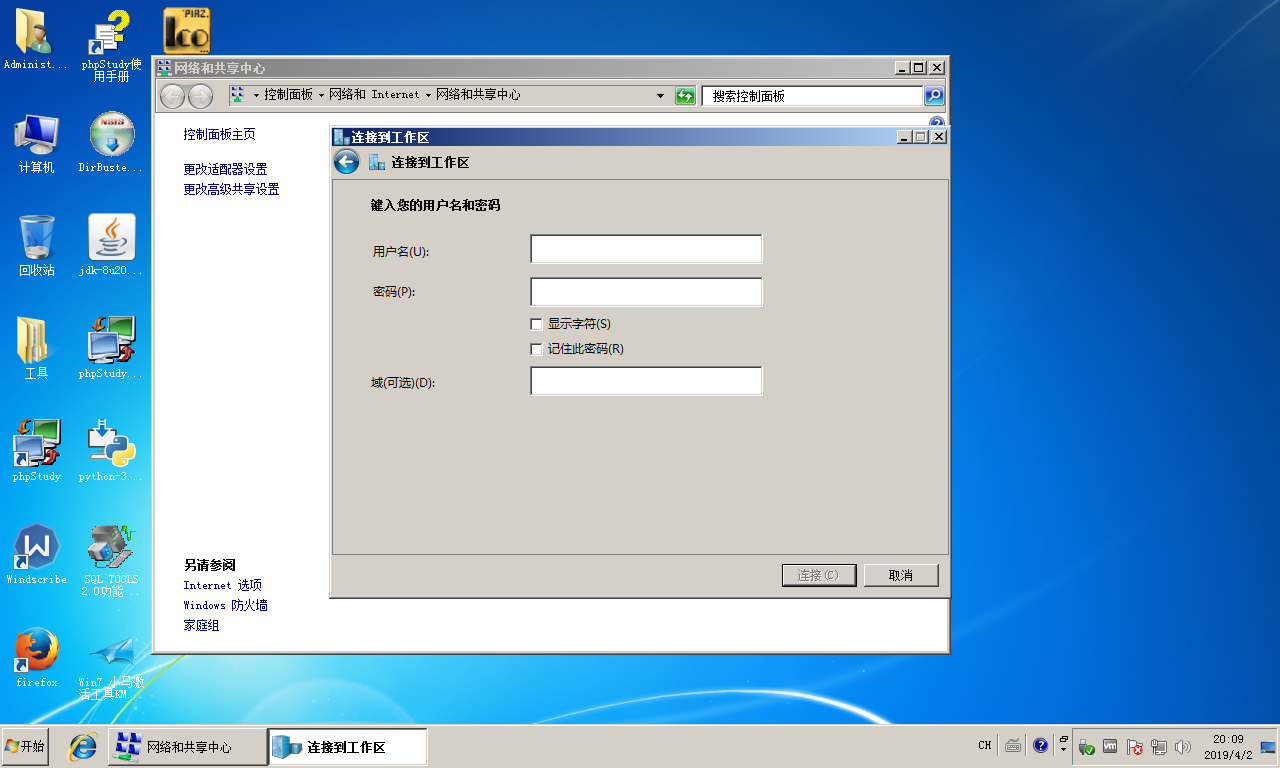 Administ...
phpStudy使
用手册
'PIAZ.
Ico
计算机
NSIS
DirBuste...
回收站
jdk-8u20...
工具
phpStudy...
phpStudy
python-3...
Windscribe
SQL TOOLS
2.0功能...
firefox
Win7 小马激
活工具KM...
网络和共享中心
控制面板 网络和 Internet 网络和共享中心
搜索控制面板
控制面板主页
更改适配器设置
更改高级共享设置
另请参阅
Internet 选项
Windows 防火墙
家庭组
连接到工作区
连接到工作区
键入您的用户名和密码
用户名(U):
密码(P):
显示字符(S)
记住此密码(R)
域(可选)(D):
连接(C)
取消
开始
网络和共享中心
连接到工作区
CH
vm
20:09
2019/4/2